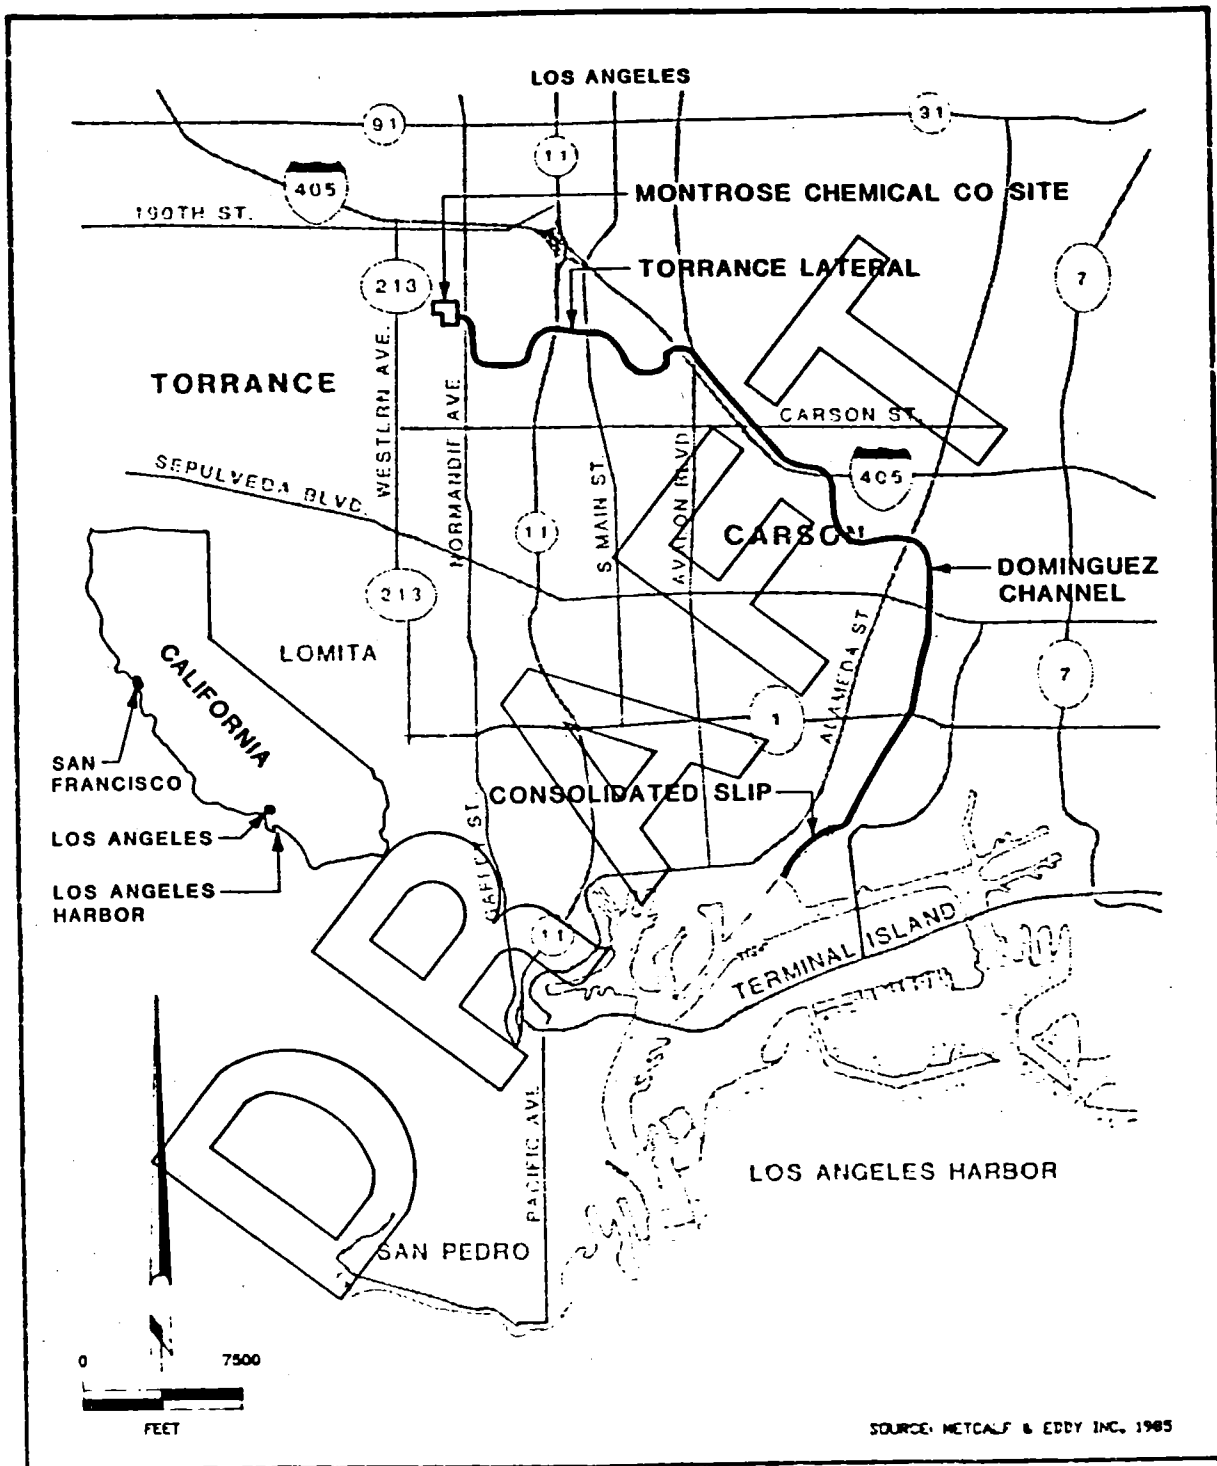 LOS ANGELES
91
31
11
405
MONTROSE CHEMICAL CO SITE
190TH ST.
TORRANCE LATERAL
213
7
TORRANCE
WESTERN AVE.
NORMANDIE AVE
CARSON ST.
SEPULVEDA BLVD.
405
11
S. MAIN ST.
AVALON BLVD
CARSON
DOMINGUEZ
CHANNEL
213
LOMITA
CALIFORNIA
ALAMEDA ST
7
1
SAN
FRANCISCO
CONSOLIDATED SLIP
LOS ANGELES
LOS ANGELES
HARBOR
GAFFEY ST.
11
TERMINAL ISLAND
PACIFIC AVE
LOS ANGELES HARBOR
SAN PEDRO
DRAFT
0 7500
FEET
SOURCE: METCALF & EDDY INC. 1985